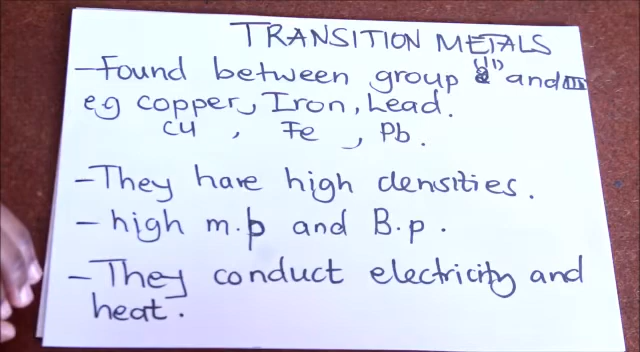 TRANSITION METALS
-Found between group (II) and III
eg copper, Iron, Lead.
Cu , Fe , Pb.
-They have high densities.
- high m.p and B.p.
- They conduct electricity and
heat.